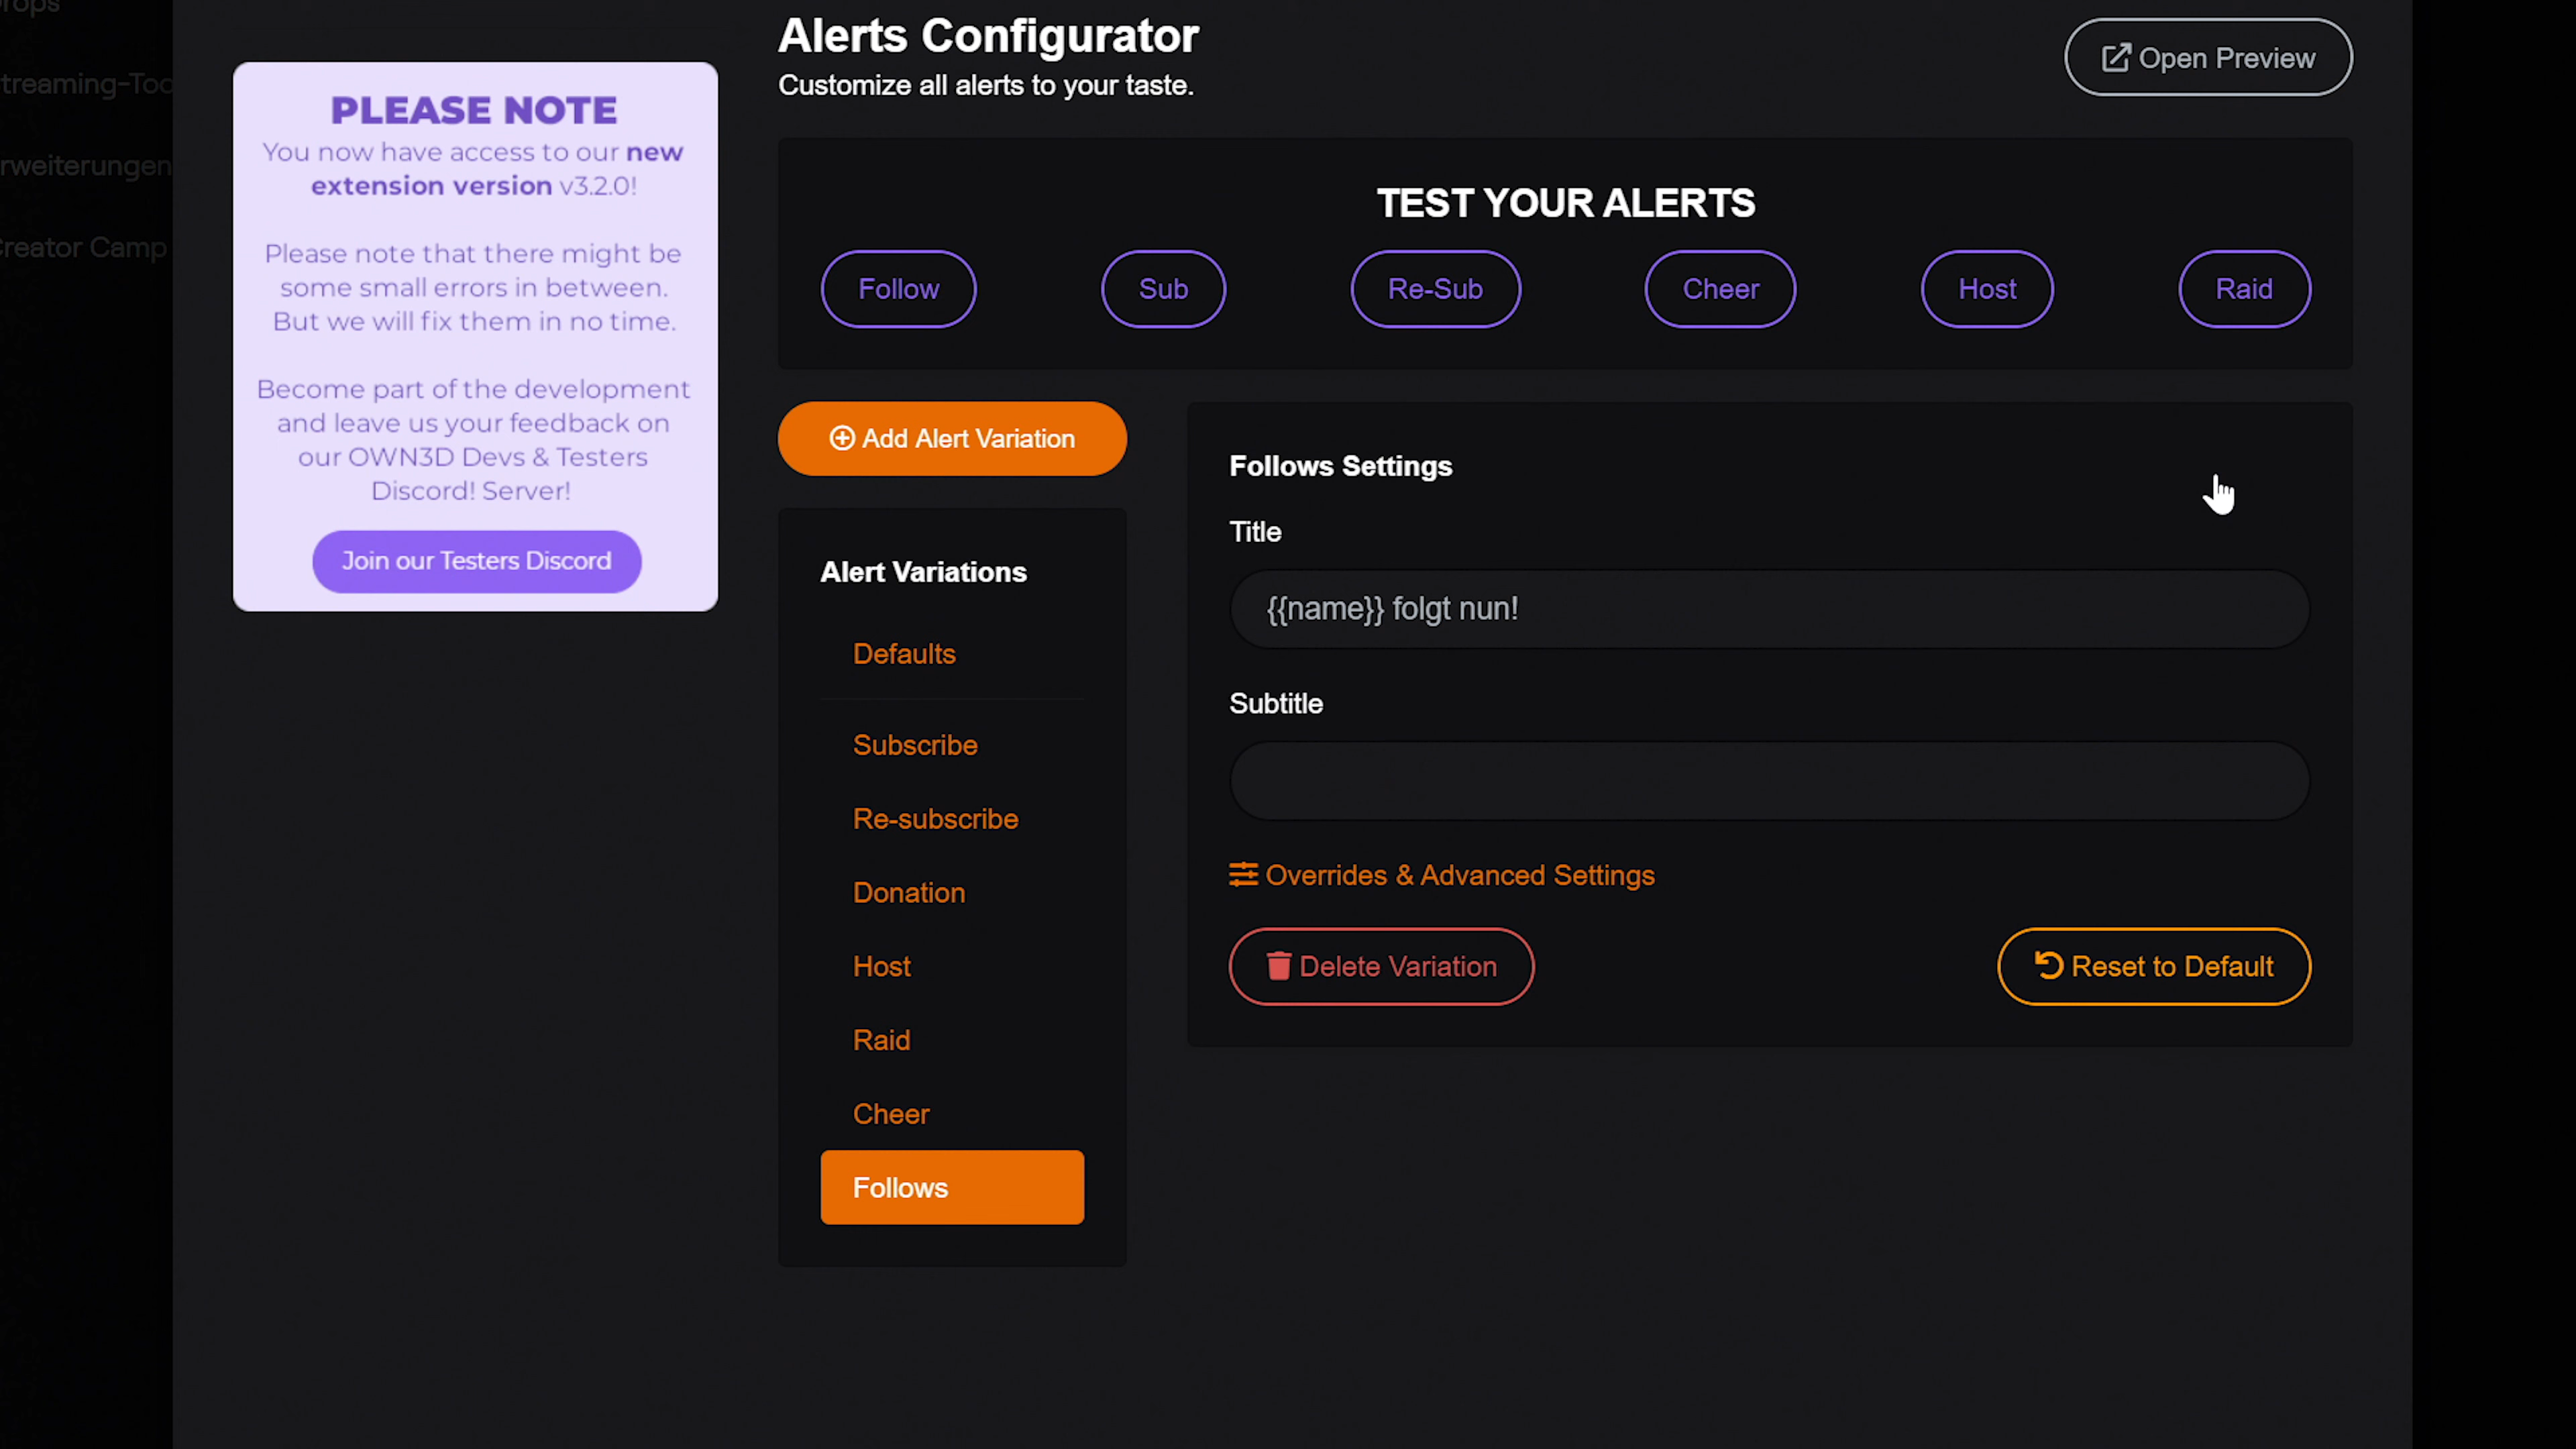 treaming-Too
rweiterungen
reator Camp
PLEASE NOTE
You now have access to our new
extension version v3.2.0!
Please note that there might be
some small errors in between.
But we will fix them in no time.
Become part of the development
and leave us your feedback on
our OWN3D Devs & Testers
Discord! Server!
Join our Testers Discord
Alerts Configurator
Customize all alerts to your taste.
Open Preview
TEST YOUR ALERTS
Follow
Sub
Re-Sub
Cheer
Host
Raid
Add Alert Variation
Alert Variations
Defaults
Subscribe
Re-subscribe
Donation
Host
Raid
Cheer
Follows
Follows Settings
Title
{{name}} folgt nun!
Subtitle
Overrides & Advanced Settings
Delete Variation
Reset to Default